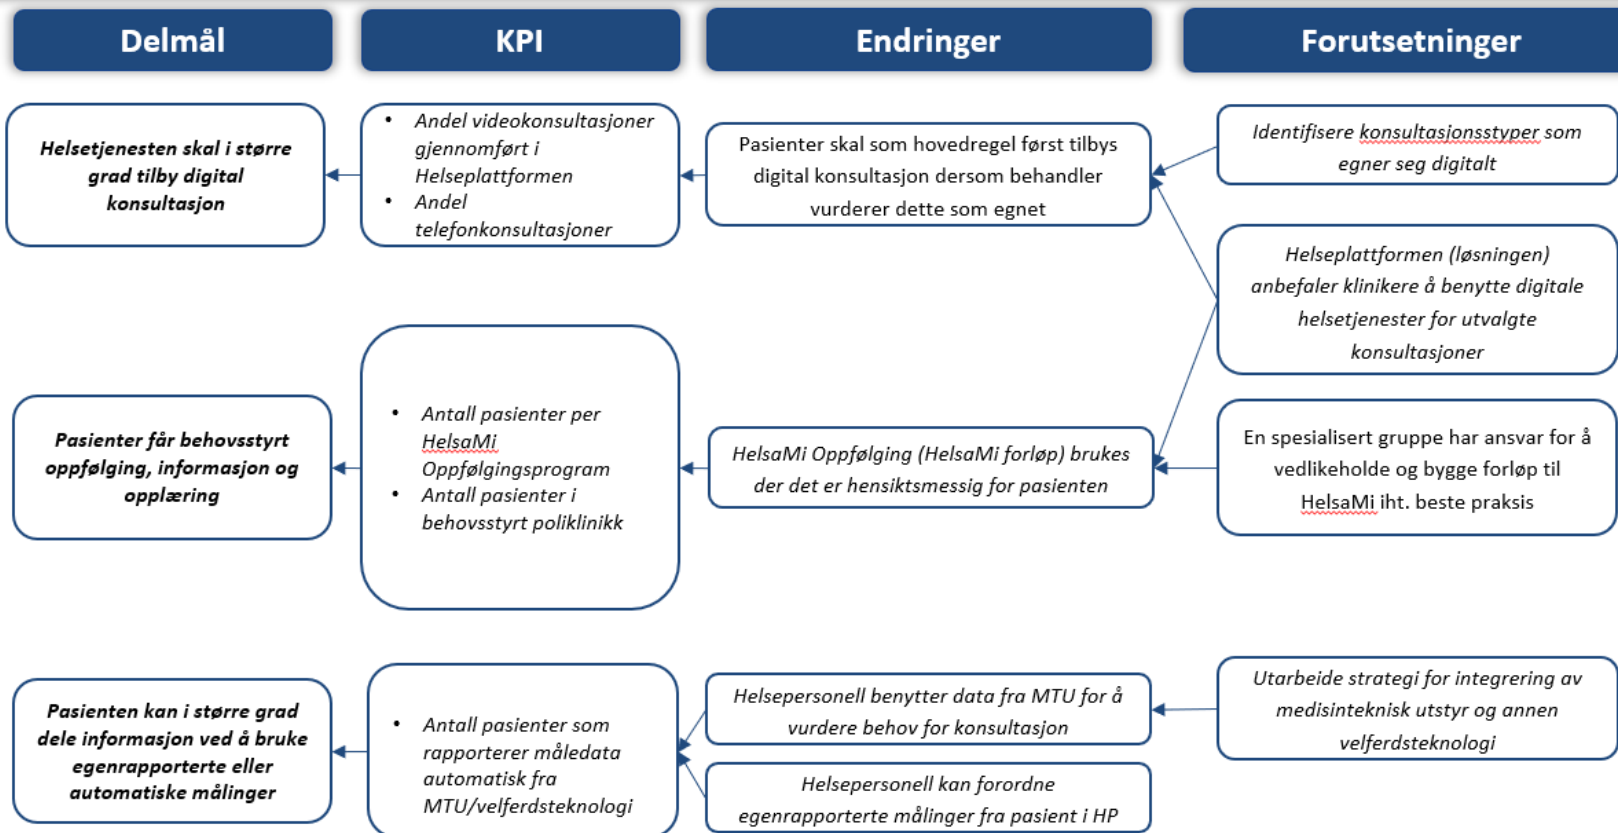 Delmål
KPI
Endringer
Forutsetninger
Helsetjenesten skal i større
grad tilby digital
konsultasjon
• Andel videokonsultasjoner
gjennomført i
Helseplattformen
• Andel
telefonkonsultasjoner
Pasienter skal som hovedregel først tilbys
digital konsultasjon dersom behandler
vurderer dette som egnet
Identifisere konsultasjonsstyper som
egner seg digitalt
Helseplattformen (løsningen)
anbefaler klinikere å benytte digitale
helsetjenester for utvalgte
konsultasjoner
Pasienter får behovsstyrt
oppfølging, informasjon og
opplæring
• Antall pasienter per
HelsaMi
Oppfølgingsprogram
• Antall pasienter i
behovsstyrt poliklinikk
HelsaMi Oppfølging (HelsaMi forløp) brukes
der det er hensiktsmessig for pasienten
En spesialisert gruppe har ansvar for å
vedlikeholde og bygge forløp til
HelsaMi iht. beste praksis
Pasienten kan i større grad
dele informasjon ved å bruke
egenrapporterte eller
automatiske målinger
• Antall pasienter som
rapporterer måledata
automatisk fra
MTU/velferdsteknologi
Helsepersonell benytter data fra MTU for å
vurdere behov for konsultasjon
Helsepersonell kan forordne
egenrapporterte målinger fra pasient i HP
Utarbeide strategi for integrering av
medisinteknisk utstyr og annen
velferdsteknologi